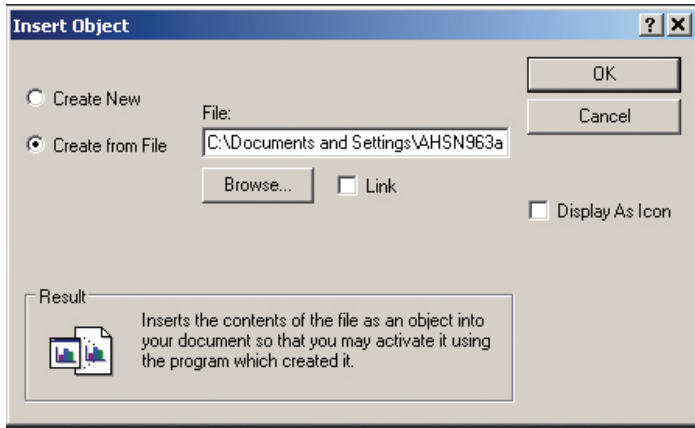 Insert Object
OK
Create New
File:
Cancel
Create from File
C:\Documents and Settings\AHSN963a
Browse...
Link
Display As Icon
Result
Inserts the contents of the file as an object into
your document so that you may activate it using
the program which created it.